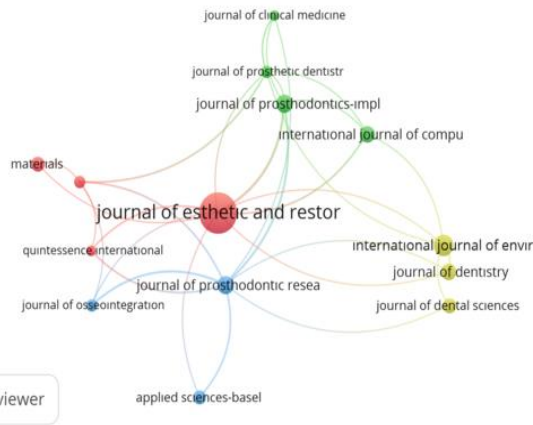 journal of clinical medicine
journal of prosthetic dentistr
journal of prosthodontics-impl
international journal of compu
materials
journal of esthetic and restor
international journal of envir
quintessence international
journal of dentistry
journal of prosthodontic resea
journal of osseointegration
journal of dental sciences
applied sciences-basel
viewer